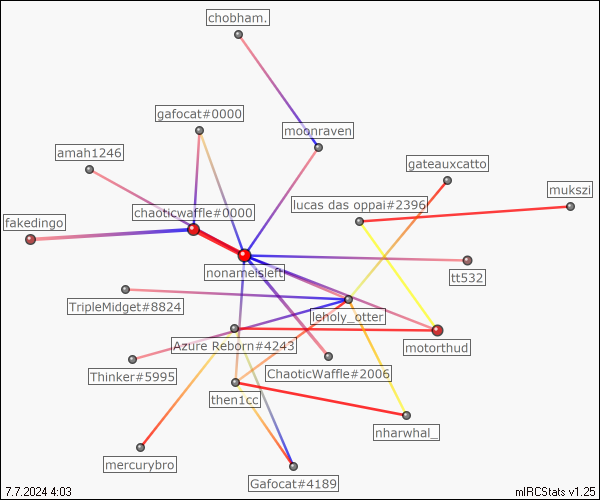 chobham.
gafocat#0000
moonraven
amah1246
gateauxcatto
mukszi
lucas das oppai#2396
chaoticwaffle#0000
fakedingo
nonameisleft
tt532
TripleMidget#8824
leholy_otter
Azure Reborn#4243
motorthud
Thinker#5995
ChaoticWaffle#2006
then1cc
nharwhal_
mercurybro
Gafocat#4189
7.7.2024 4:03
mIRCStats v1.25